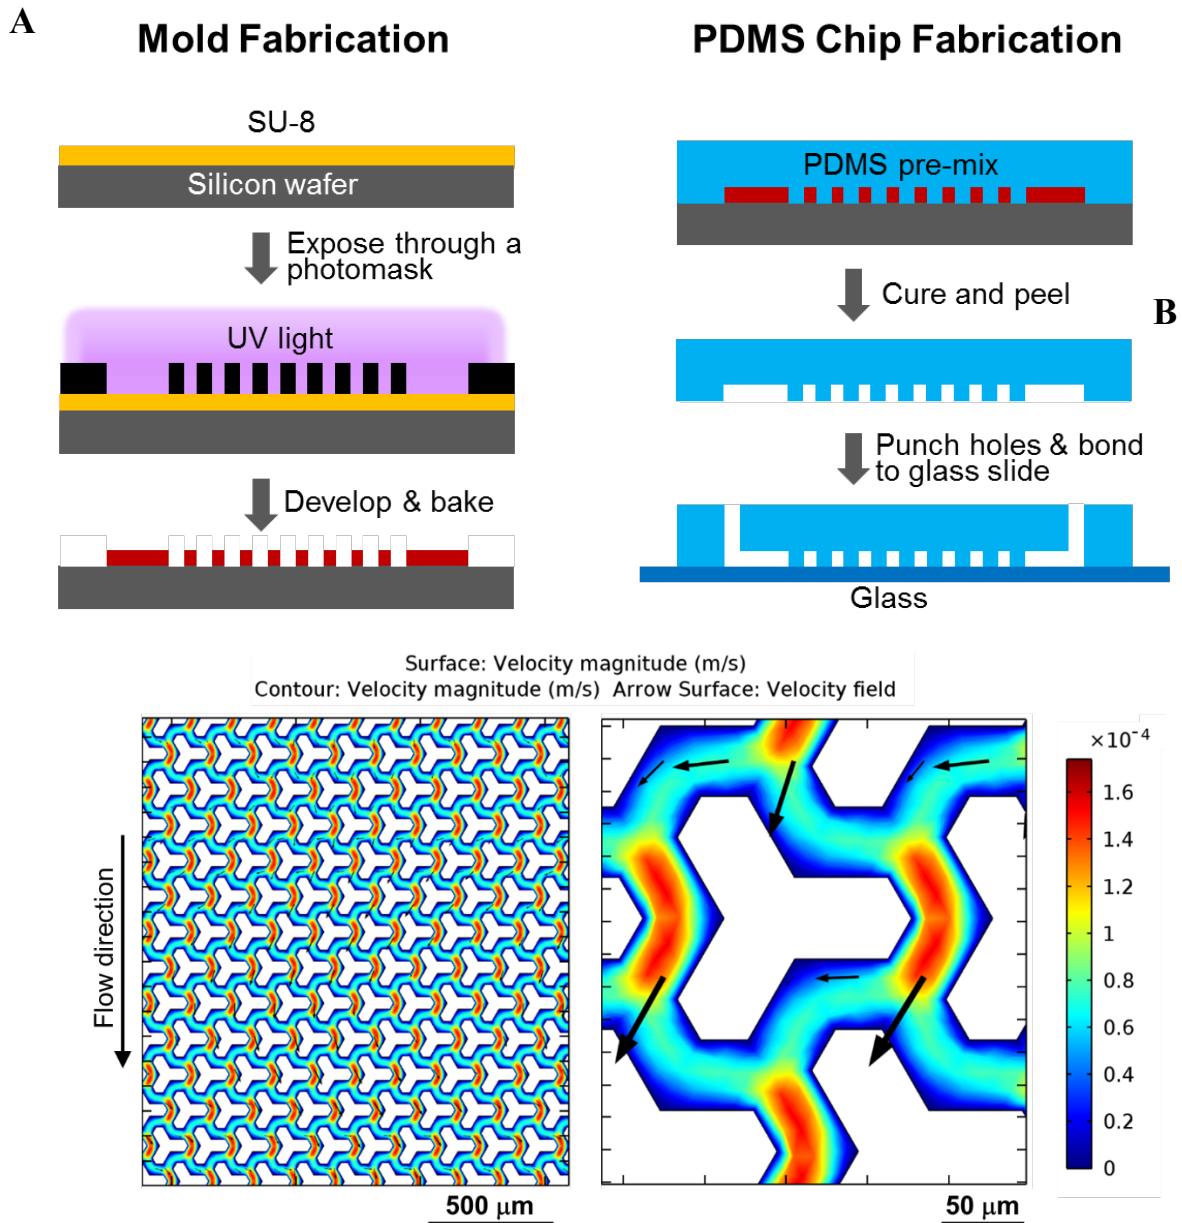 A
Mold Fabrication
SU-8
Silicon wafer
Expose through a
photomask
UV light
Develop & bake
PDMS Chip Fabrication
PDMS pre-mix
Cure and peel
B
Punch holes & bond
to glass slide
Glass
Surface: Velocity magnitude (m/s)
Contour: Velocity magnitude (m/s) Arrow Surface: Velocity field
Flow direction
500 μm
50 μm
×10⁻⁴
1.6
1.4
1.2
1
0.8
0.6
0.4
0.2
0